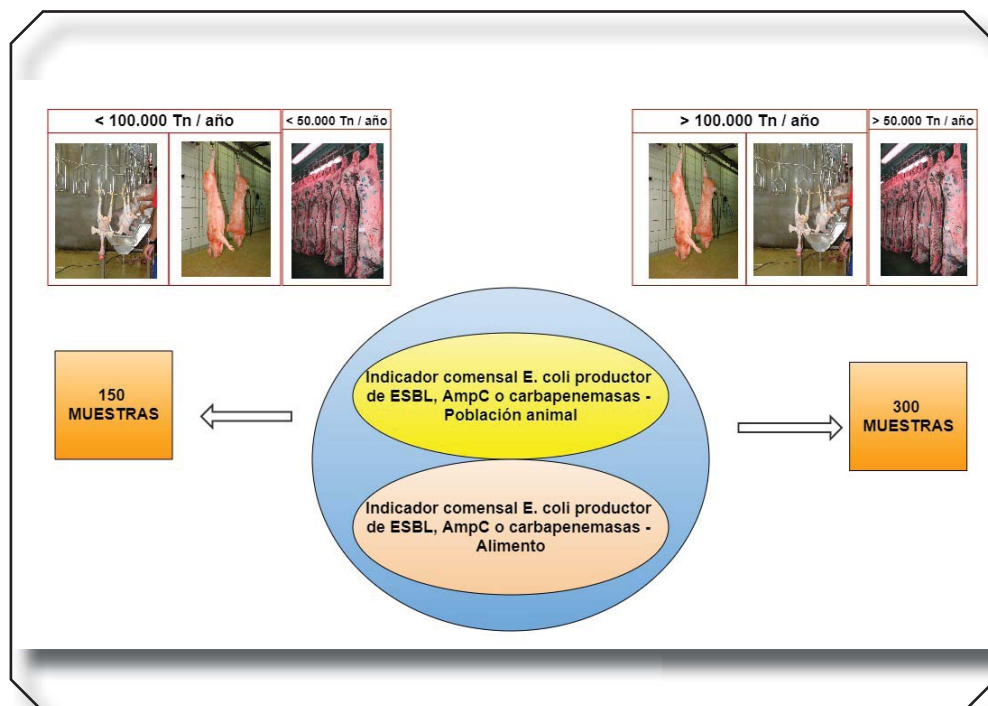 < 100.000 Tn / año
< 50.000 Tn / año
> 100.000 Tn / año
> 50.000 Tn / año
150
MUESTRAS
Indicador comensal E. coli productor
de ESBL, AmpC o carbapenemasas -
Población animal
Indicador comensal E. coli productor
de ESBL, AmpC o carbapenemasas -
Alimento
300
MUESTRAS